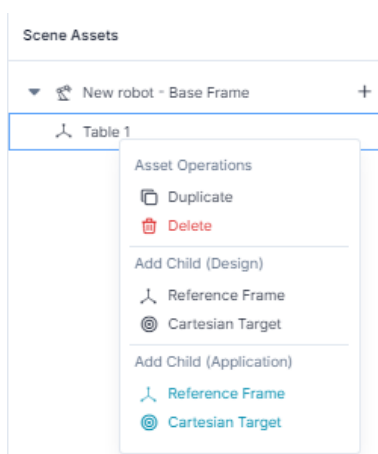 Scene Assets
New robot - Base Frame
Table 1
Asset Operations
Duplicate
Delete
Add Child (Design)
Reference Frame
Cartesian Target
Add Child (Application)
Reference Frame
Cartesian Target